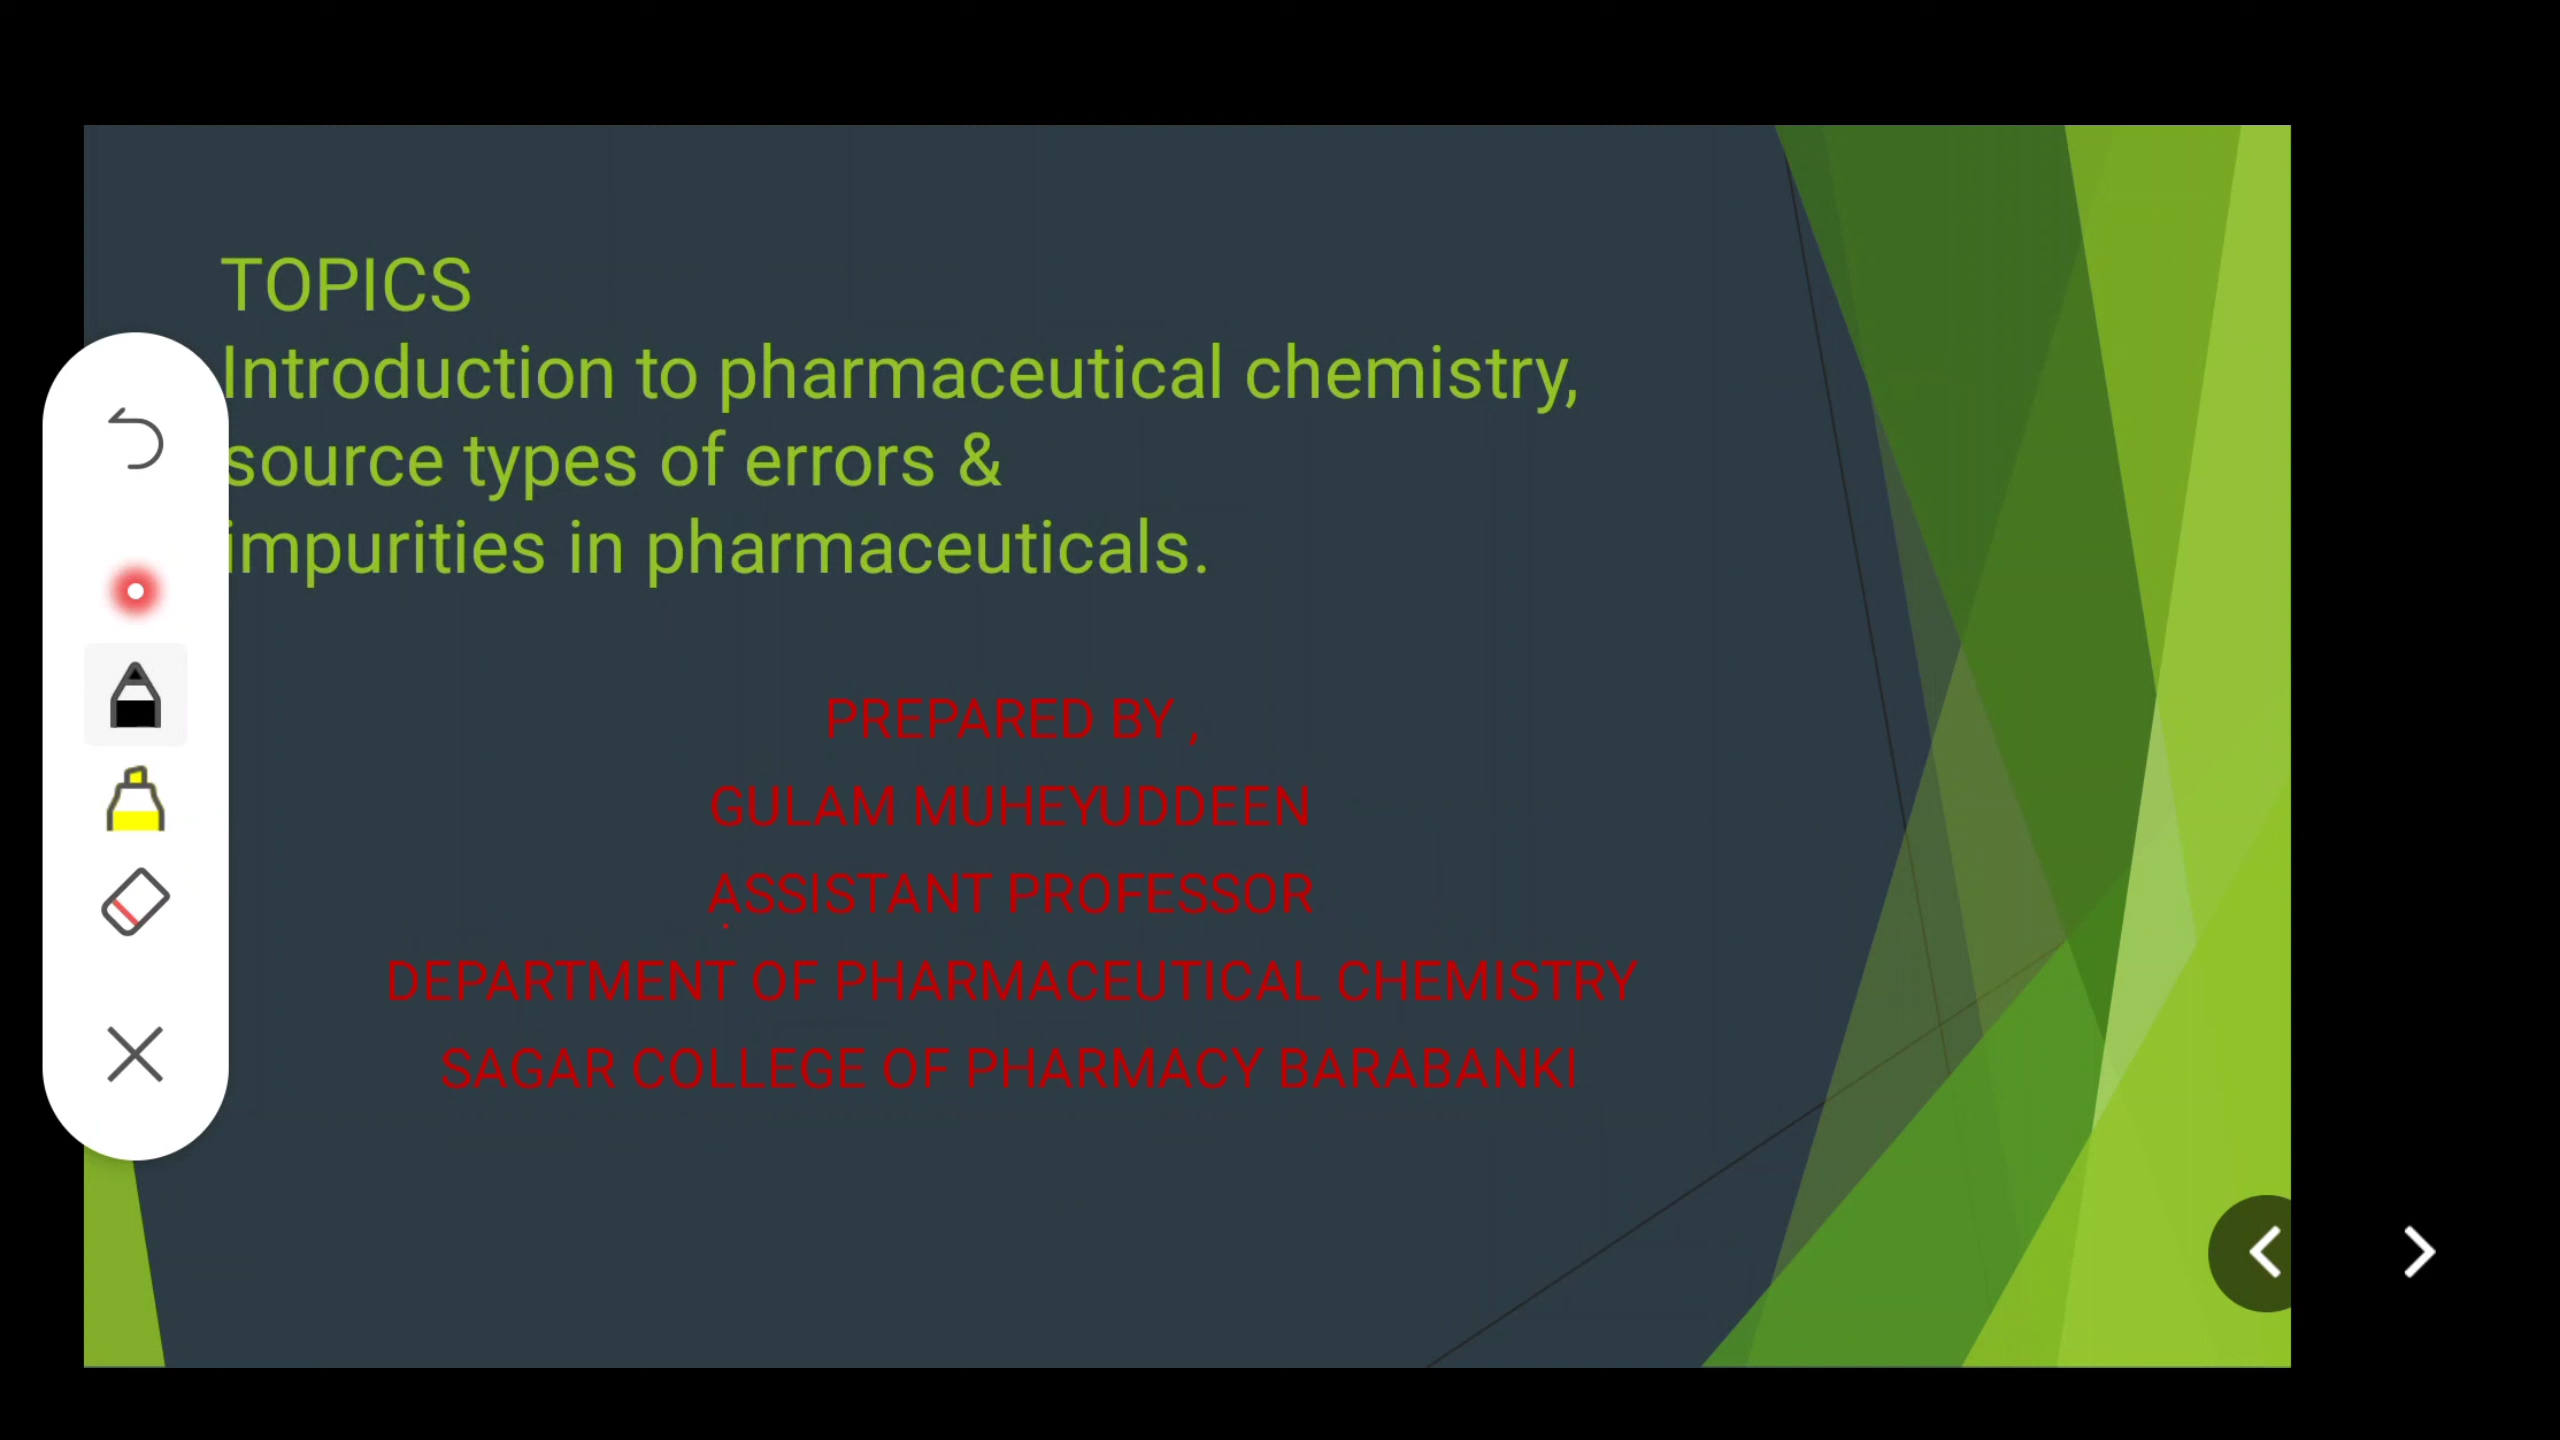 TOPICS
Introduction to pharmaceutical chemistry,
source types of errors &
impurities in pharmaceuticals.
PREPARED BY ,
GULAM MUHEYUDDEEN
ASSISTANT PROFESSOR
DEPARTMENT OF PHARMACEUTICAL CHEMISTRY
SAGAR COLLEGE OF PHARMACY BARABANKI